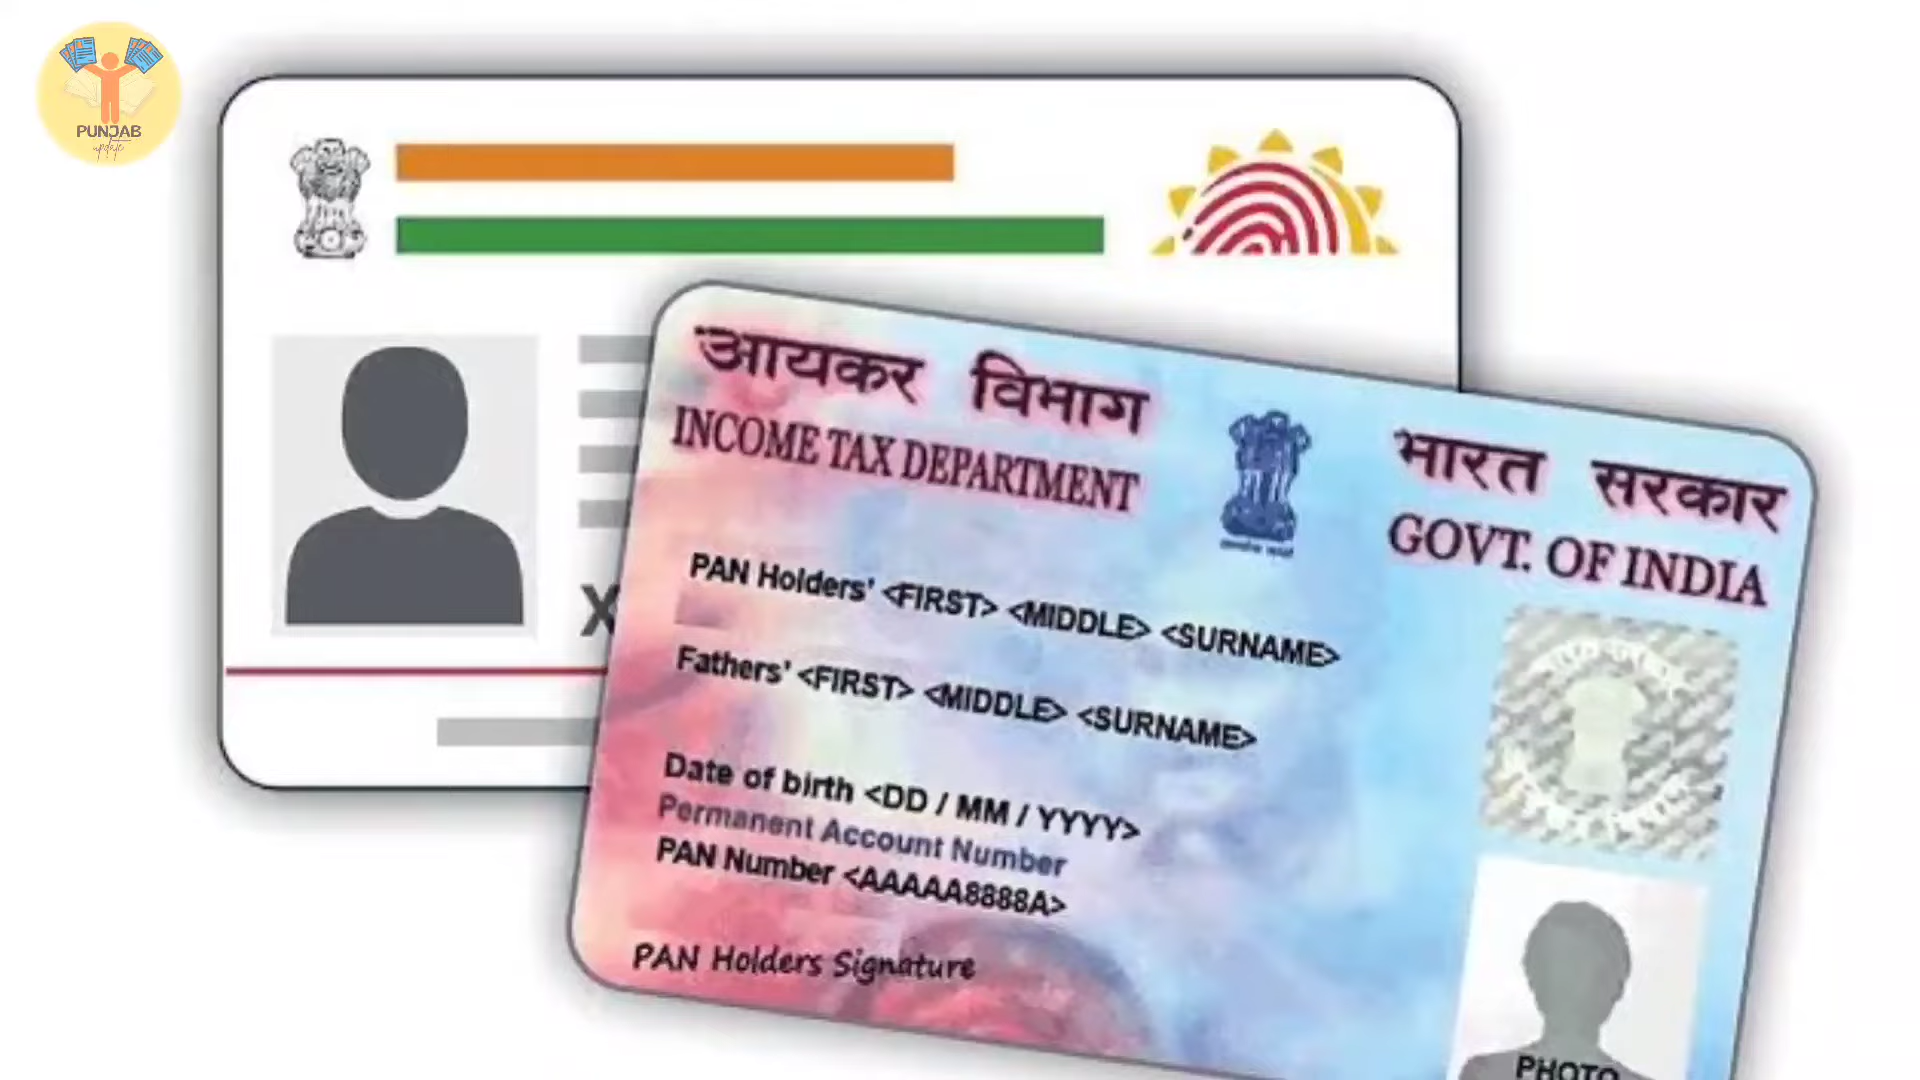 PUNJAB
update
आयकर विभाग
INCOME TAX DEPARTMENT
भारत सरकार
GOVT. OF INDIA
X
PAN Holders' <FIRST> <MIDDLE> <SURNAME>
Fathers' <FIRST> <MIDDLE> <SURNAME>
Date of birth <DD / MM / YYYY>
Permanent Account Number
PAN Number <AAAAA8888A>
PAN Holders Signature
PHOTO